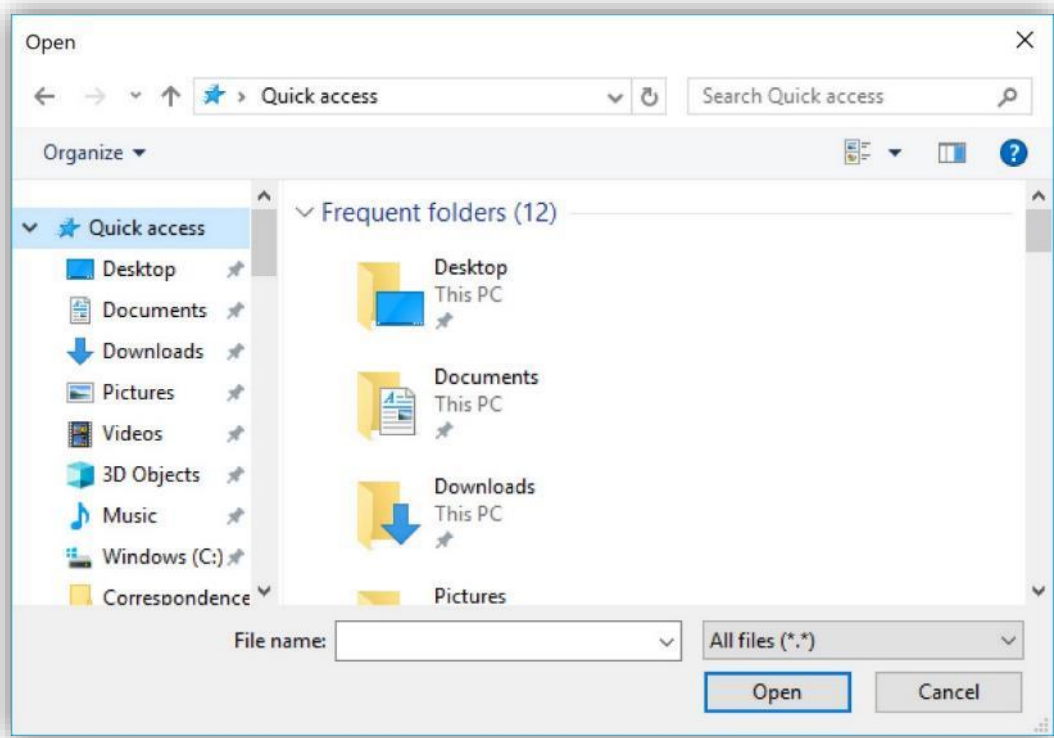 Open
Quick access
Search Quick access
Organize
Quick access
Desktop
Documents
Downloads
Pictures
Videos
3D Objects
Music
Windows (C:)
Correspondence
Frequent folders (12)
Desktop
This PC
Documents
This PC
Downloads
This PC
Pictures
File name:
All files (*.*)
Open
Cancel